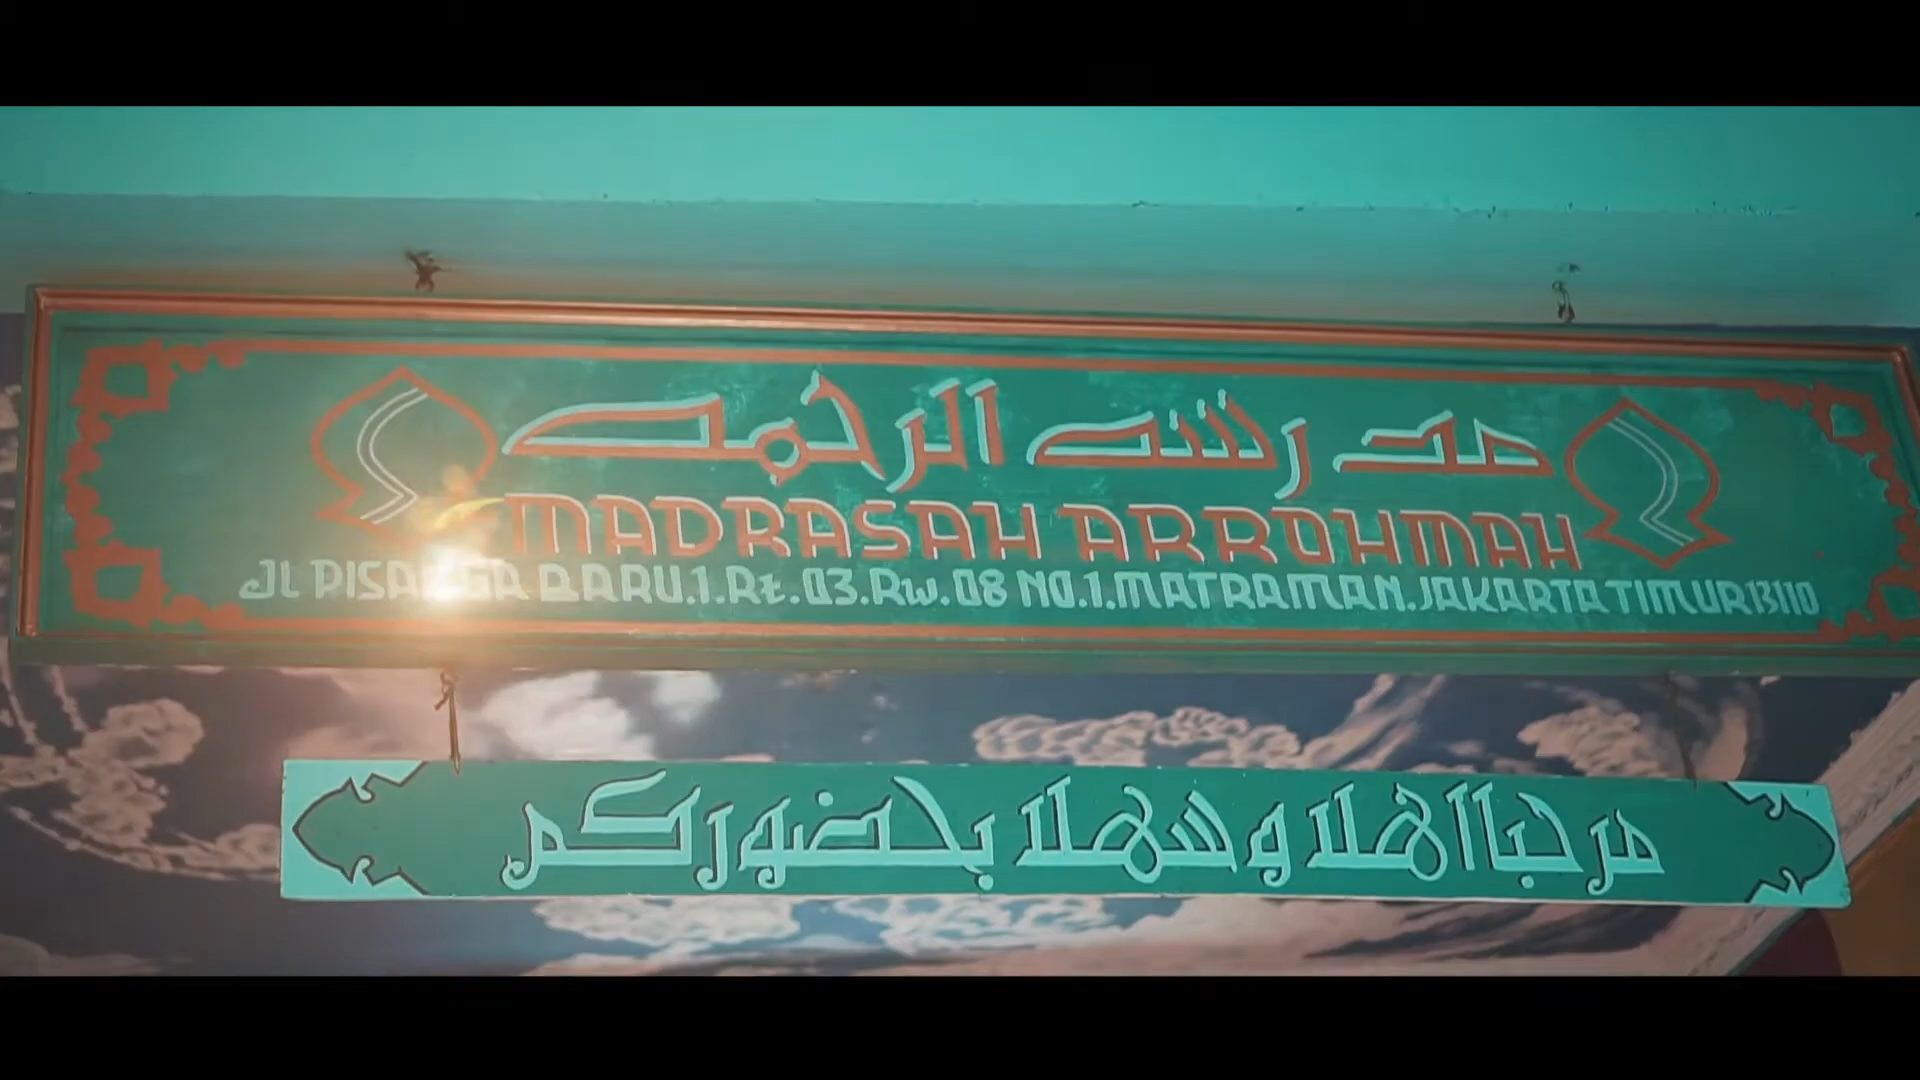 مدرسة الرحمة
MADRASAH ARROHMAH
JL PISANGA BARU.1.Rt.03.Rw.08 NO.1.MATRAMAN.JAKARTA TIMUR 13110
مرحبا اهلا وسهلا بحضوركم